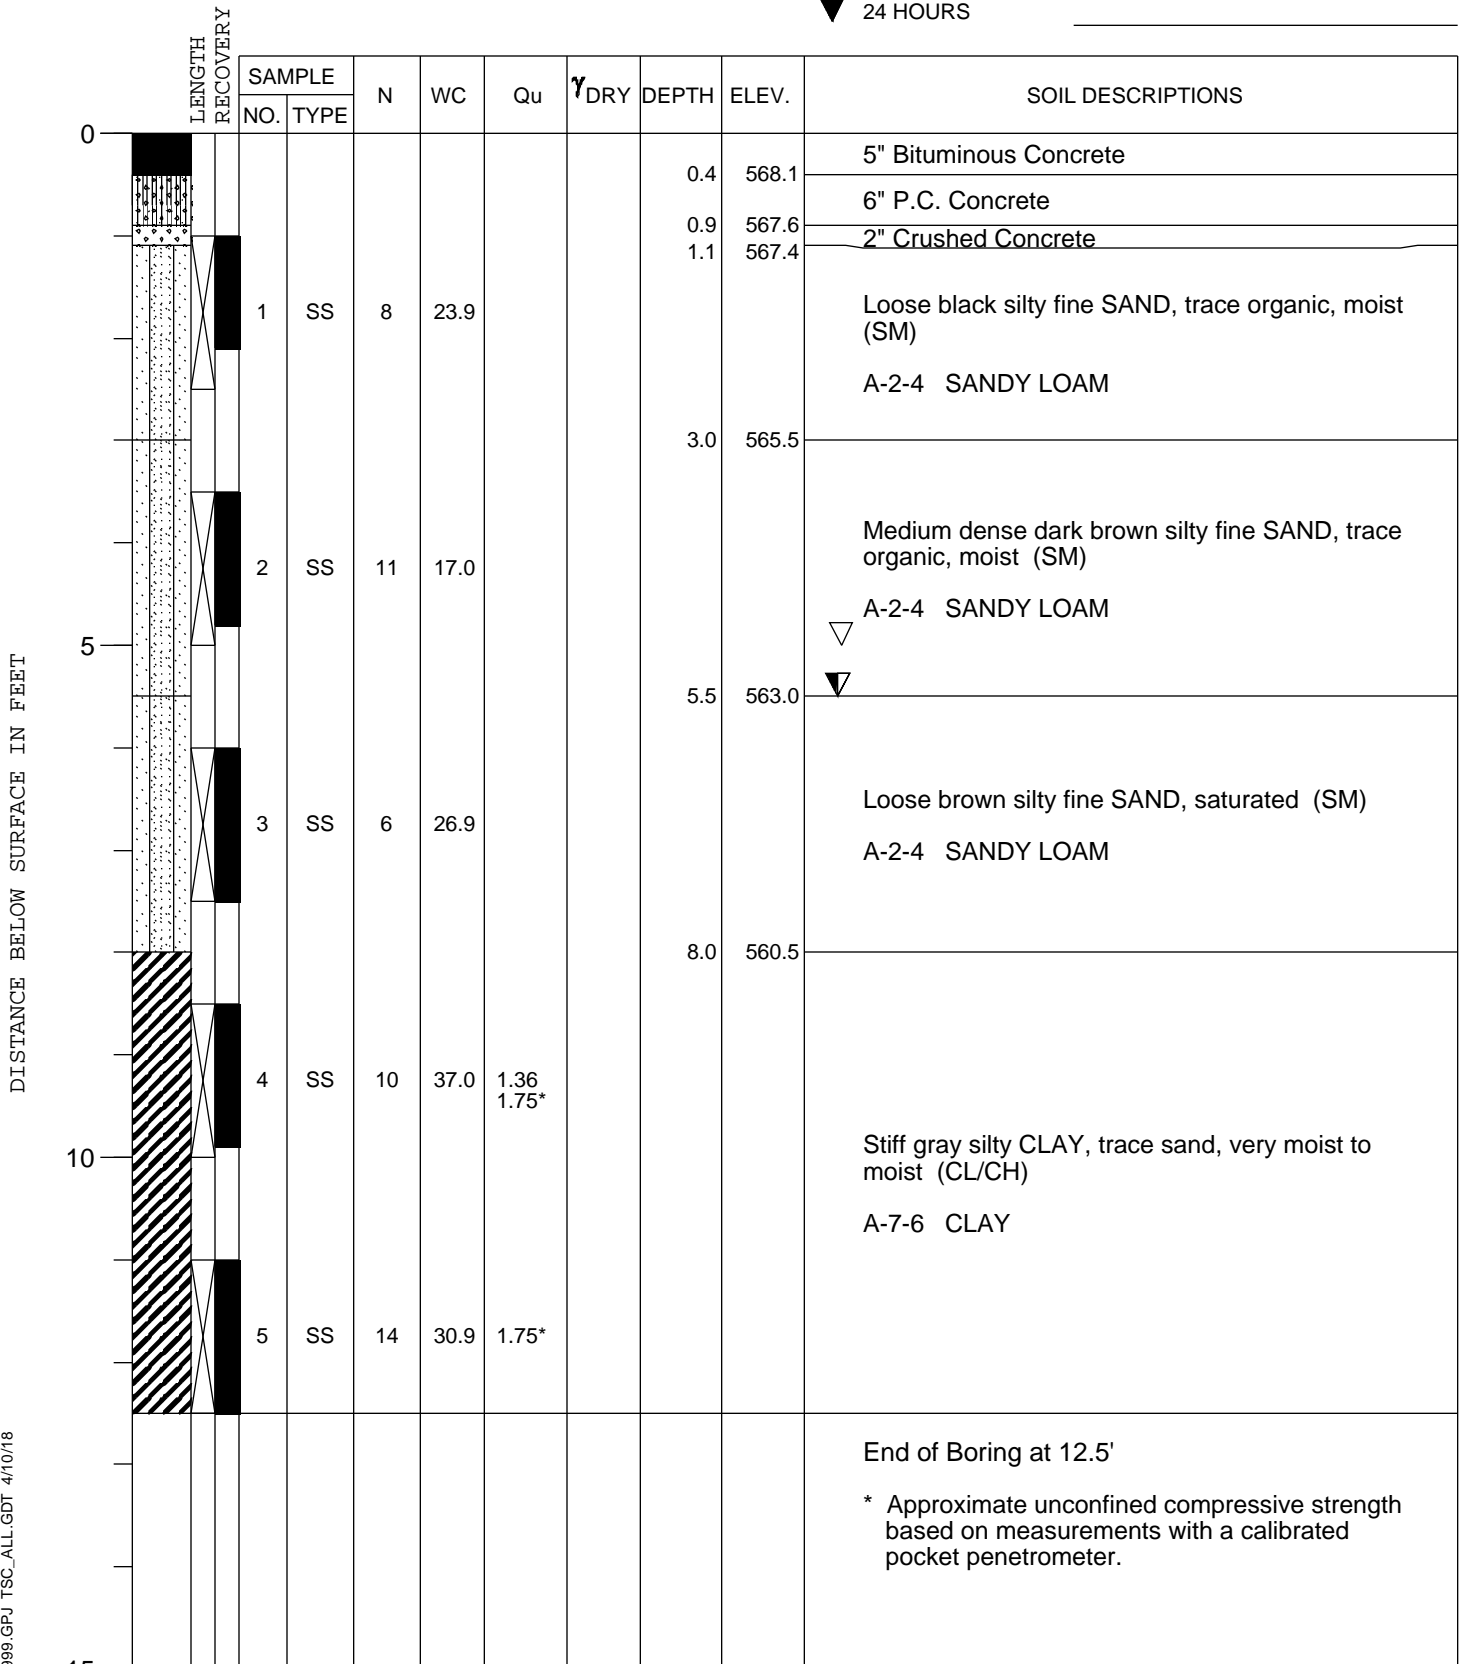 24 HOURS
LENGTH
RECOVERY
SAMPLE
NO.
TYPE
N
WC
Qu
γDRY
DEPTH
ELEV.
SOIL DESCRIPTIONS
0
5" Bituminous Concrete
0.4 568.1
6" P.C. Concrete
0.9 567.6
2" Crushed Concrete
1.1 567.4
1 SS 8 23.9
Loose black silty fine SAND, trace organic, moist
(SM)
A-2-4 SANDY LOAM
3.0 565.5
2 SS 11 17.0
Medium dense dark brown silty fine SAND, trace
organic, moist (SM)
A-2-4 SANDY LOAM
5
5.5 563.0
3 SS 6 26.9
Loose brown silty fine SAND, saturated (SM)
A-2-4 SANDY LOAM
8.0 560.5
4 SS 10 37.0 1.36
1.75*
10
Stiff gray silty CLAY, trace sand, very moist to
moist (CL/CH)
A-7-6 CLAY
5 SS 14 30.9 1.75*
End of Boring at 12.5'
* Approximate unconfined compressive strength
based on measurements with a calibrated
pocket penetrometer.
DISTANCE BELOW SURFACE IN FEET
999.GPJ TSC_ALL.GDT 4/10/18